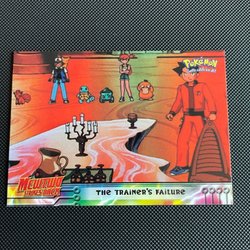 POKéMON
MEWTWO
STRIKES BACK
THE TRAINER'S FAILURE